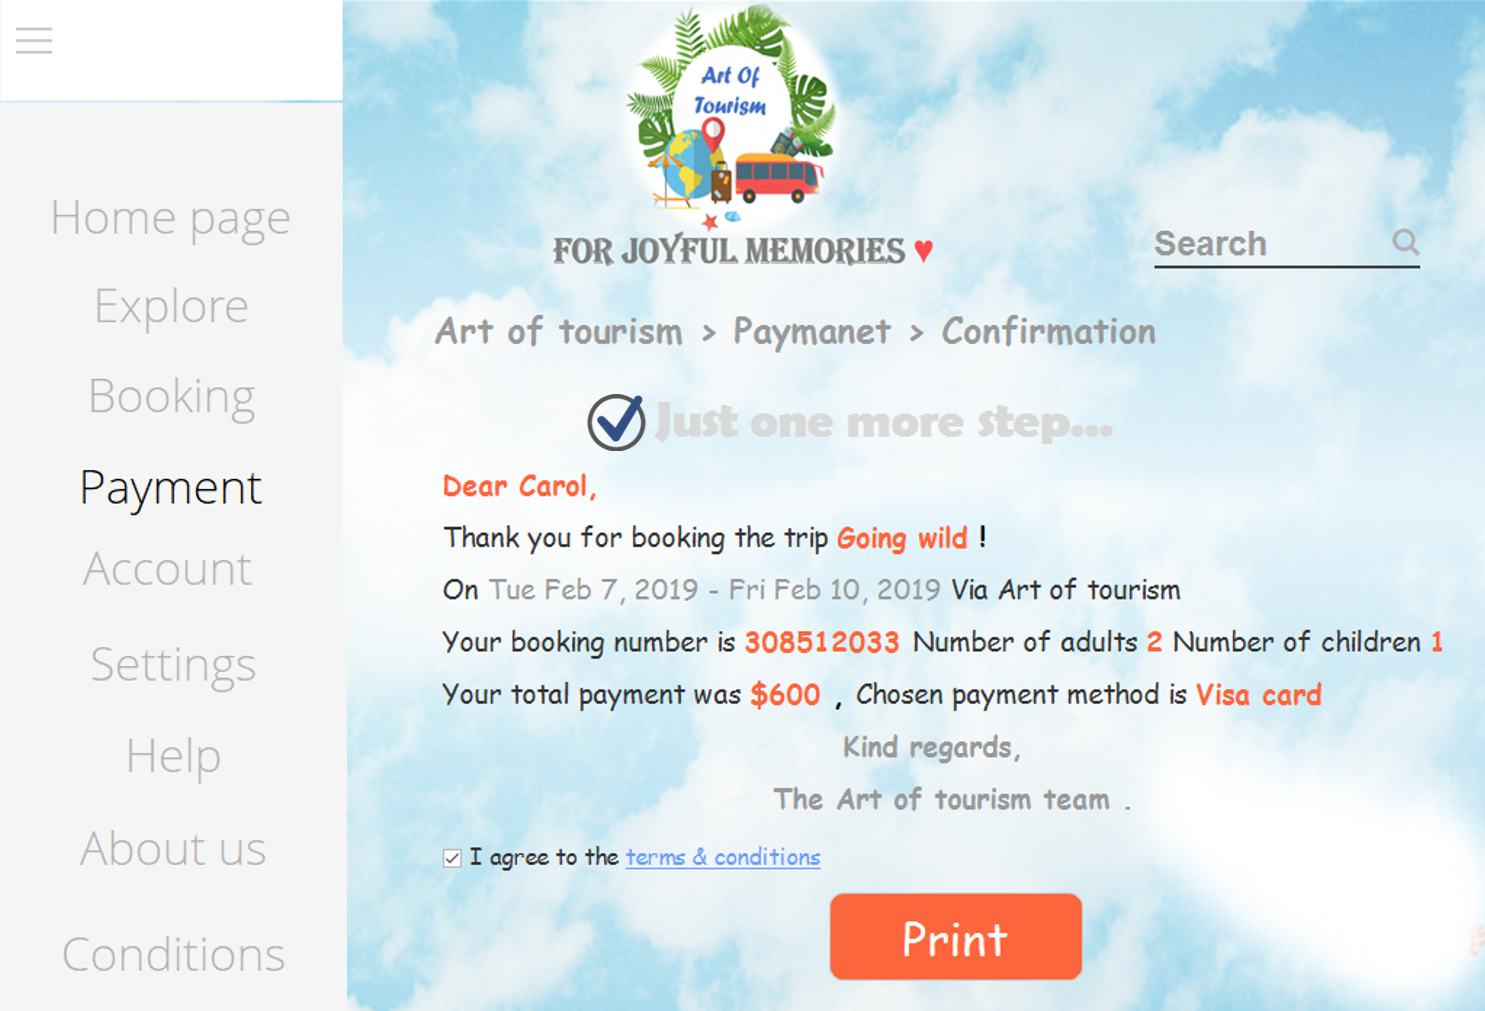 Art Of
Tourism
FOR JOYFUL MEMORIES ♥
Search
Home page
Explore
Booking
Payment
Account
Settings
Help
About us
Conditions
Art of tourism > Paymanet > Confirmation
Just one more step...
Dear Carol,
Thank you for booking the trip Going wild !
On Tue Feb 7, 2019 - Fri Feb 10, 2019 Via Art of tourism
Your booking number is 308512033 Number of adults 2 Number of children 1
Your total payment was $600 , Chosen payment method is Visa card
Kind regards,
The Art of tourism team .
I agree to the terms & conditions
Print